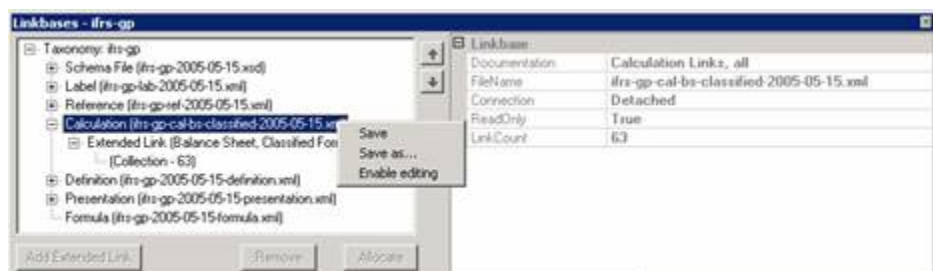 Linkbases - ifrs-gp
Taxonomy: ifrs-gp
Schema File (ifrs-gp-2005-05-15.xsd)
Label (ifrs-gp-lab-2005-05-15.xml)
Reference (ifrs-gp-ref-2005-05-15.xml)
Calculation (ifrs-gp-cal-bs-classified-2005-05-15.xml
Extended Link (Balance Sheet, Classified For
(Collection - 63)
Definition (ifrs-gp-2005-05-15-definition.xml)
Presentation (ifrs-gp-2005-05-15-presentation.xml)
Formula (ifrs-gp-2005-05-15-formula.xml)
Save
Save as...
Enable editing
Add Extended Link
Remove
Allocate
Linkbase
Documentation Calculation Links, all
FileName ifrs-gp-cal-bs-classified-2005-05-15.xml
Connection Detached
ReadOnly True
LinkCount 63